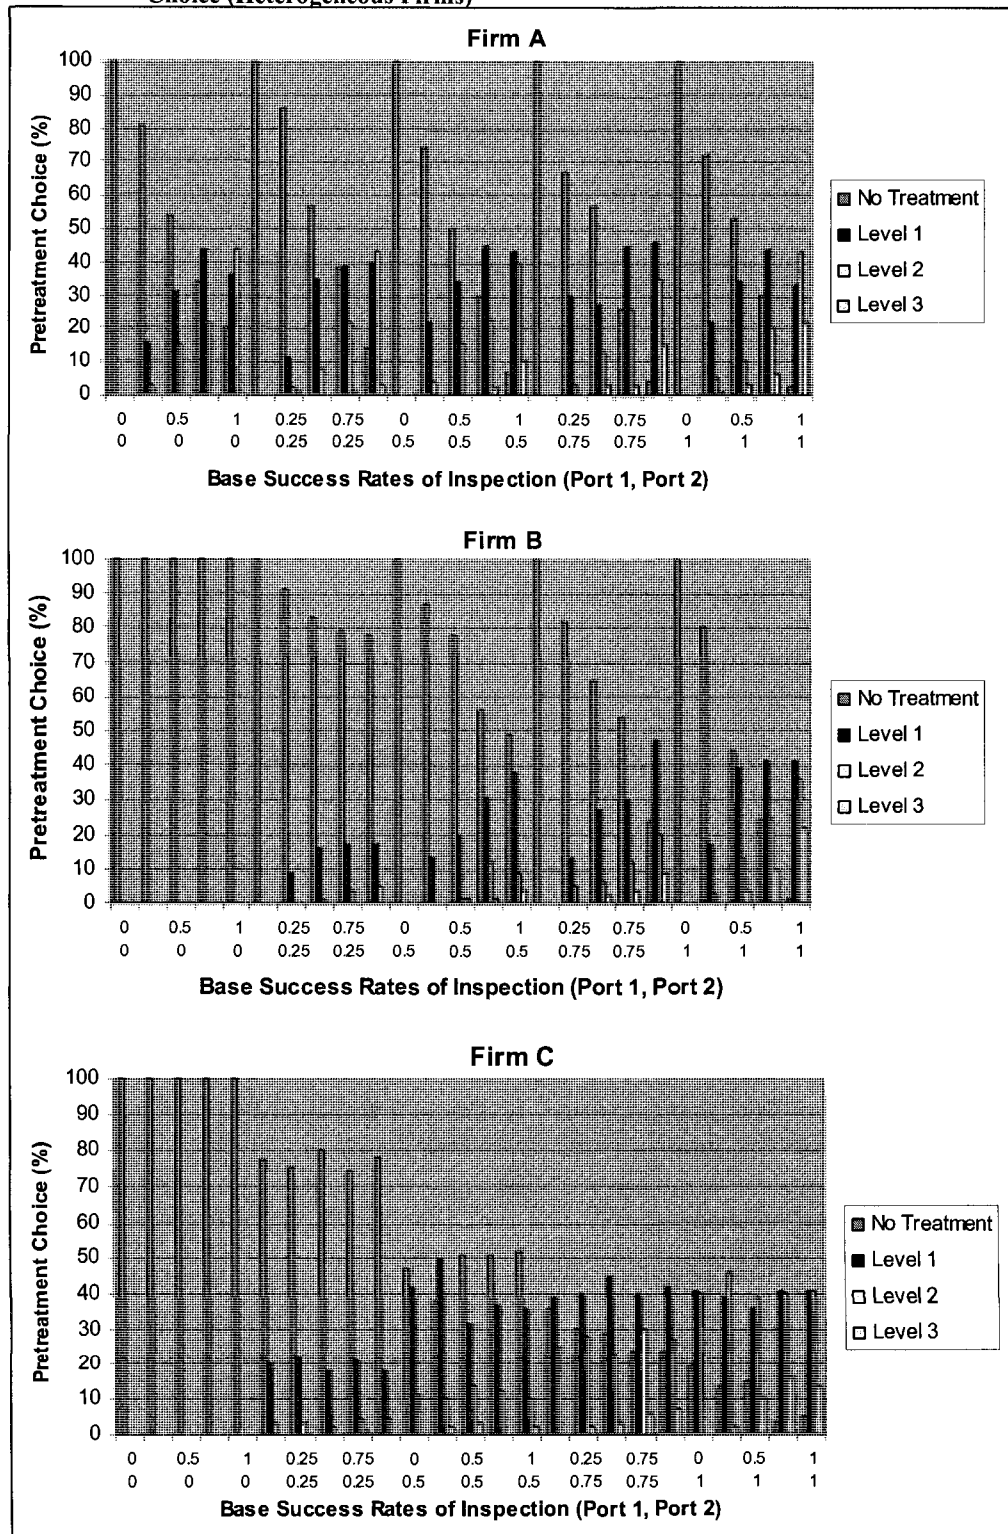 Choice (Heterogeneous Firms)
Firm A
Pretreatment Choice (%)
100
90
80
70
60
50
40
30
20
10
0
0 0.5 1 0.25 0.75 0 0.5 1 0.25 0.75 0 0.5 1
0 0 0 0.25 0.25 0.5 0.5 0.5 0.75 0.75 1 1 1
Base Success Rates of Inspection (Port 1, Port 2)
No Treatment
Level 1
Level 2
Level 3
Firm B
Pretreatment Choice (%)
100
90
80
70
60
50
40
30
20
10
0
0 0.5 1 0.25 0.75 0 0.5 1 0.25 0.75 0 0.5 1
0 0 0 0.25 0.25 0.5 0.5 0.5 0.75 0.75 1 1 1
Base Success Rates of Inspection (Port 1, Port 2)
No Treatment
Level 1
Level 2
Level 3
Firm C
Pretreatment Choice (%)
100
90
80
70
60
50
40
30
20
10
0
0 0.5 1 0.25 0.75 0 0.5 1 0.25 0.75 0 0.5 1
0 0 0 0.25 0.25 0.5 0.5 0.5 0.75 0.75 1 1 1
Base Success Rates of Inspection (Port 1, Port 2)
No Treatment
Level 1
Level 2
Level 3